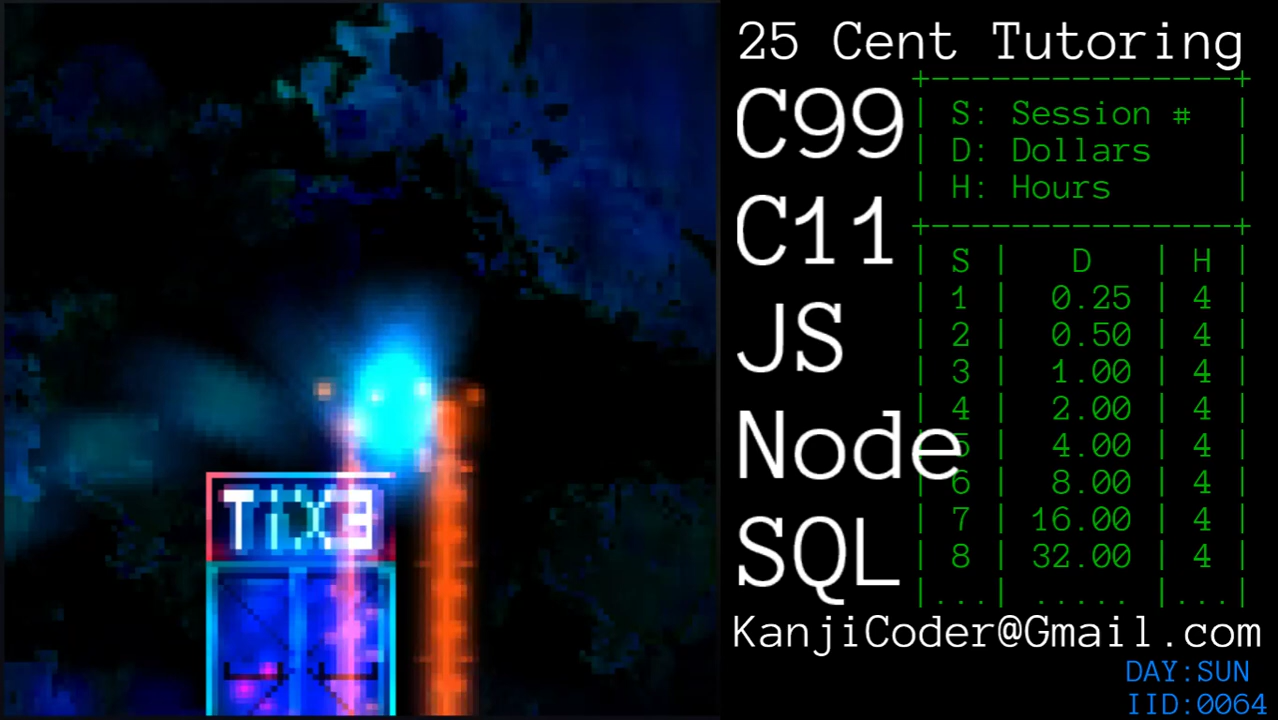 TiX3
25 Cent Tutoring
C99
C11
JS
Node
SQL
+----------------+
| S: Session # |
| D: Dollars |
| H: Hours |
+----------------+
| S | D | H |
| 1 | 0.25 | 4 |
| 2 | 0.50 | 4 |
| 3 | 1.00 | 4 |
| 4 | 2.00 | 4 |
| 5 | 4.00 | 4 |
| 6 | 8.00 | 4 |
| 7 | 16.00 | 4 |
| 8 | 32.00 | 4 |
|...| ..... |...|
KanjiCoder@Gmail.com
DAY:SUN
IID:0064